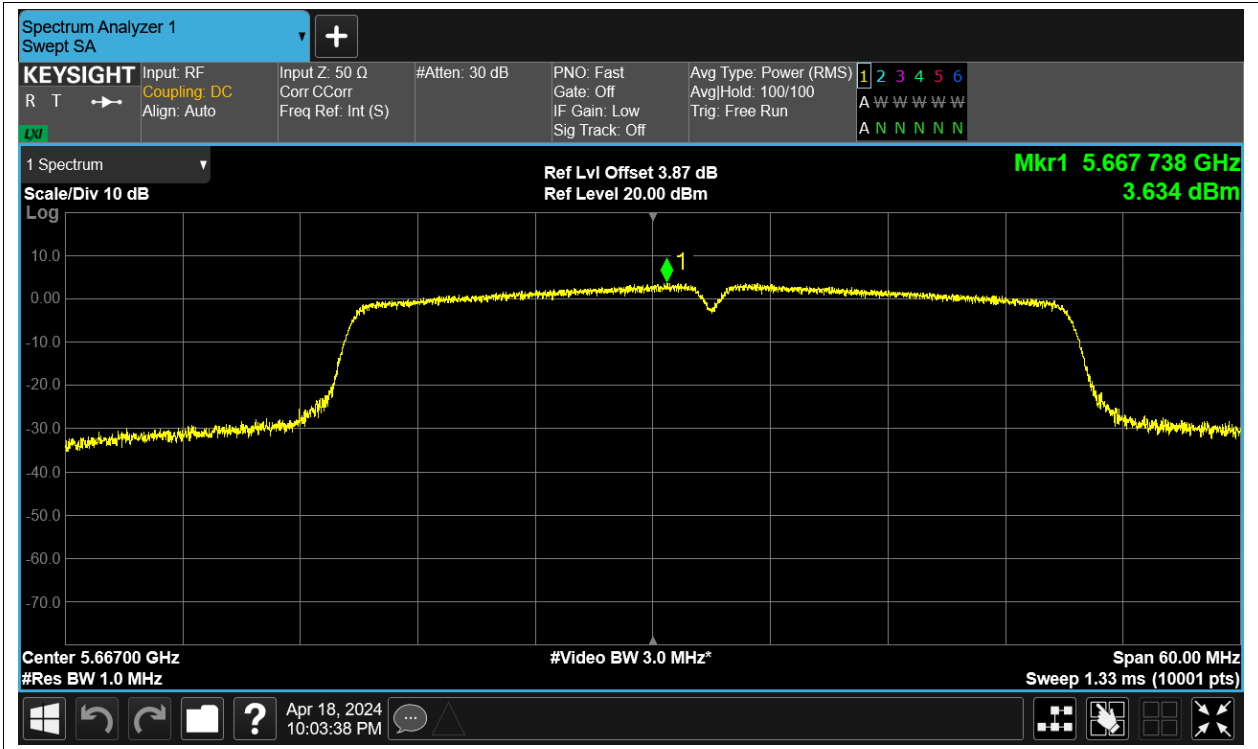 Spectrum Analyzer 1
Swept SA
KEYSIGHT
R T
LXI
Input: RF
Coupling: DC
Align: Auto
Input Z: 50 Ω
Corr CCorr
Freq Ref: Int (S)
#Atten: 30 dB
PNO: Fast
Gate: Off
IF Gain: Low
Sig Track: Off
Avg Type: Power (RMS)
Avg|Hold: 100/100
Trig: Free Run
1 2 3 4 5 6
A W W W W W
A N N N N N
1 Spectrum
Scale/Div 10 dB
Log
Ref Lvl Offset 3.87 dB
Ref Level 20.00 dBm
Mkr1 5.667 738 GHz
3.634 dBm
1
10.0
0.00
-10.0
-20.0
-30.0
-40.0
-50.0
-60.0
-70.0
Center 5.66700 GHz
#Res BW 1.0 MHz
#Video BW 3.0 MHz*
Span 60.00 MHz
Sweep 1.33 ms (10001 pts)
?
Apr 18, 2024
10:03:38 PM